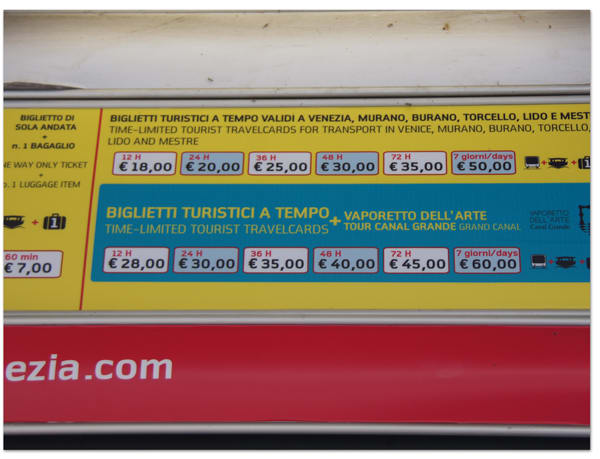 BIGLIETTO DI
SOLA ANDATA
+
n. 1 BAGAGLIO
NE WAY ONLY TICKET
+
o. 1 LUGGAGE ITEM
+ 1
60 min
€ 7,00
BIGLIETTI TURISTICI A TEMPO VALIDI A VENEZIA, MURANO, BURANO, TORCELLO, LIDO E MEST
TIME-LIMITED TOURIST TRAVELCARDS FOR TRANSPORT IN VENICE, MURANO, BURANO, TORCELLO,
LIDO AND MESTRE
12 H 24 H 36 H 48 H 72 H 7 giorni/days
€ 18,00 € 20,00 € 25,00 € 30,00 € 35,00 € 50,00 + +
BIGLIETTI TURISTICI A TEMPO + VAPORETTO DELL'ARTE
TIME-LIMITED TOURIST TRAVELCARDS TOUR CANAL GRANDE GRAND CANAL
VAPORETTO
DELL'ARTE
Canal Grande
12 H 24 H 36 H 48 H 72 H 7 giorni/days
€ 28,00 € 30,00 € 35,00 € 40,00 € 45,00 € 60,00 + +
ezia.com